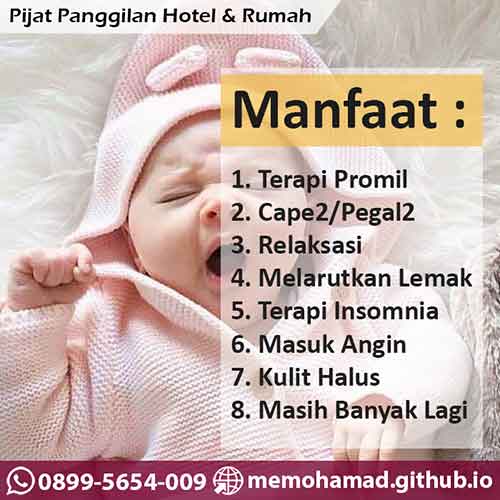 Pijat Panggilan Hotel & Rumah
Manfaat :
1. Terapi Promil
2. Cape2/Pegal2
3. Relaksasi
4. Melarutkan Lemak
5. Terapi Insomnia
6. Masuk Angin
7. Kulit Halus
8. Masih Banyak Lagi
0899-5654-009 memohamad.github.io